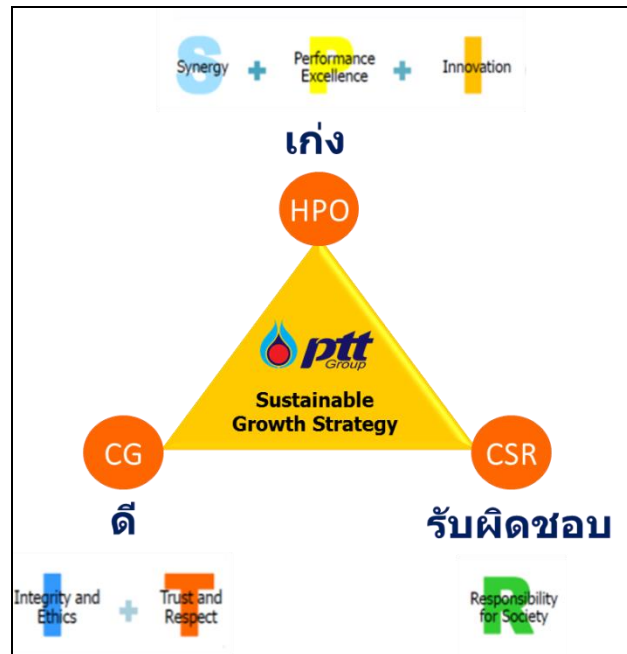 S + P + I
Synergy Performance Excellence Innovation
เก่ง
HPO
ptt
Group
Sustainable
Growth Strategy
CG
CSR
ดี
รับผิดชอบ
I + T
Integrity and Ethics
Trust and Respect
R
Responsibility
for Society